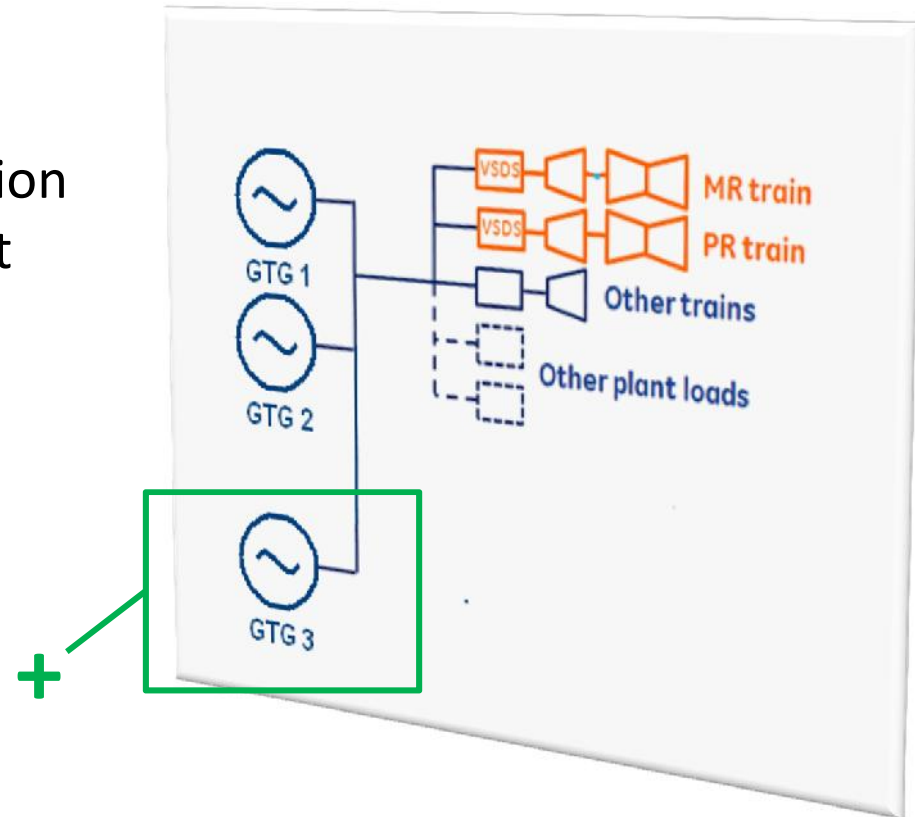 ion
t
VSDS
MR train
VSDS
PR train
GTG 1
Other trains
GTG 2
Other plant loads
GTG 3
+